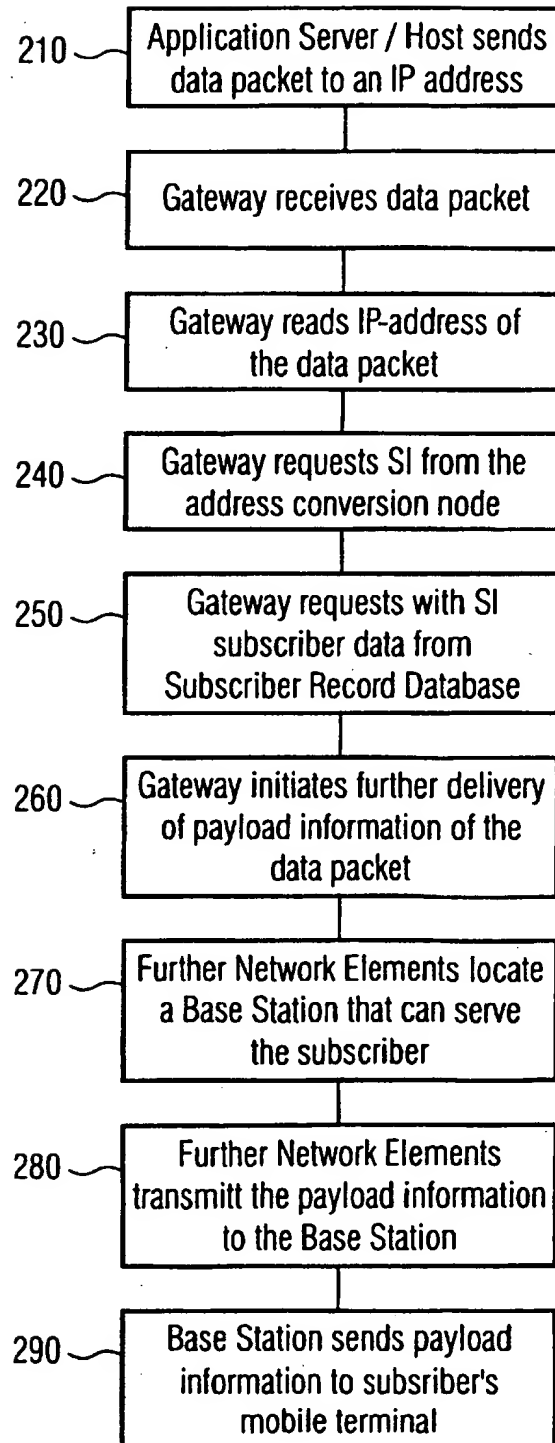 210
Application Server / Host sends
data packet to an IP address
220
Gateway receives data packet
230
Gateway reads IP-address of
the data packet
240
Gateway requests SI from the
address conversion node
250
Gateway requests with SI
subscriber data from
Subscriber Record Database
260
Gateway initiates further delivery
of payload information of the
data packet
270
Further Network Elements locate
a Base Station that can serve
the subscriber
280
Further Network Elements
transmitt the payload information
to the Base Station
290
Base Station sends payload
information to subsriber's
mobile terminal